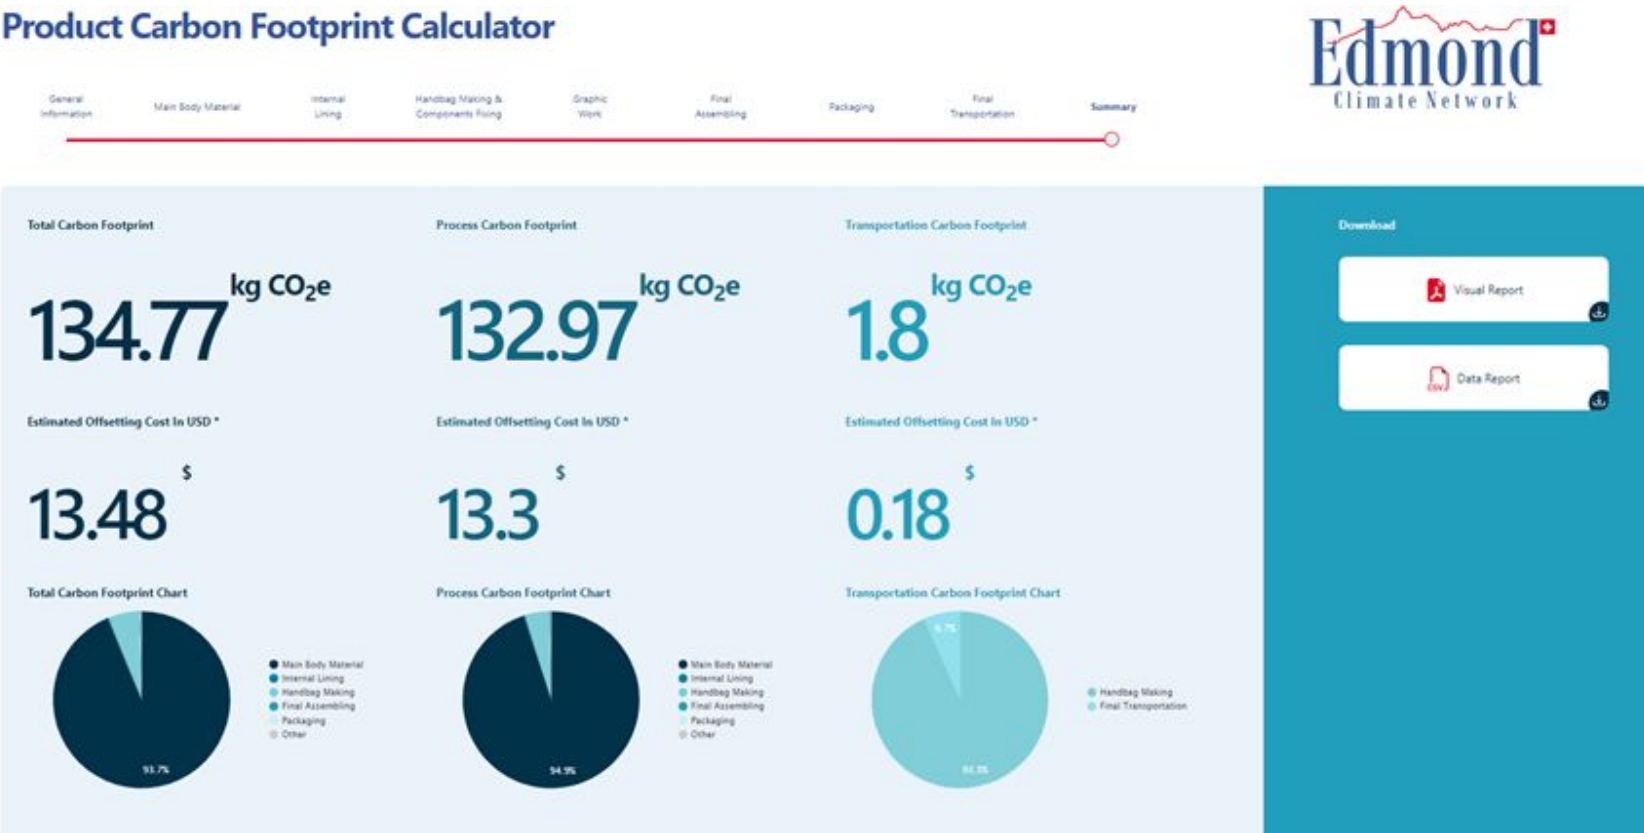 Product Carbon Footprint Calculator
Edmond
Climate Network
General
Information
Main Body Material
Internal
Lining
Handbag Making &
Components Fixing
Graphic
Work
Final
Assembling
Packaging
Final
Transportation
Summary
Total Carbon Footprint
134.77 kg CO₂e
Estimated Offsetting Cost In USD *
13.48 $
Total Carbon Footprint Chart
93.7%
Main Body Material
Internal Lining
Handbag Making
Final Assembling
Packaging
Other
Process Carbon Footprint
132.97 kg CO₂e
Estimated Offsetting Cost In USD *
13.3 $
Process Carbon Footprint Chart
94.9%
Main Body Material
Internal Lining
Handbag Making
Final Assembling
Packaging
Other
Transportation Carbon Footprint
1.8 kg CO₂e
Estimated Offsetting Cost In USD *
0.18 $
Transportation Carbon Footprint Chart
6.7%
93.3%
Handbag Making
Final Transportation
Download
Visual Report
CSV
Data Report